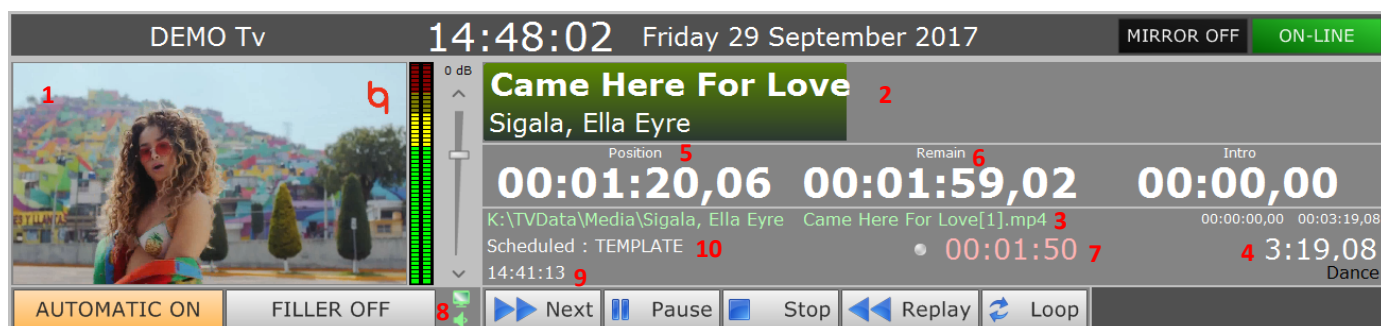 DEMO Tv 14:48:02 Friday 29 September 2017 MIRROR OFF ON-LINE
1
0 dB
Came Here For Love 2
Sigala, Ella Eyre
Position 5 Remain 6 Intro
00:01:20,06 00:01:59,02 00:00,00
K:\TVData\Media\Sigala, Ella Eyre Came Here For Love[1].mp4 3 00:00:00,00 00:03:19,08
Scheduled : TEMPLATE 10 00:01:50 7 4 3:19,08
14:41:13 9 Dance
AUTOMATIC ON FILLER OFF 8 Next Pause Stop Replay Loop